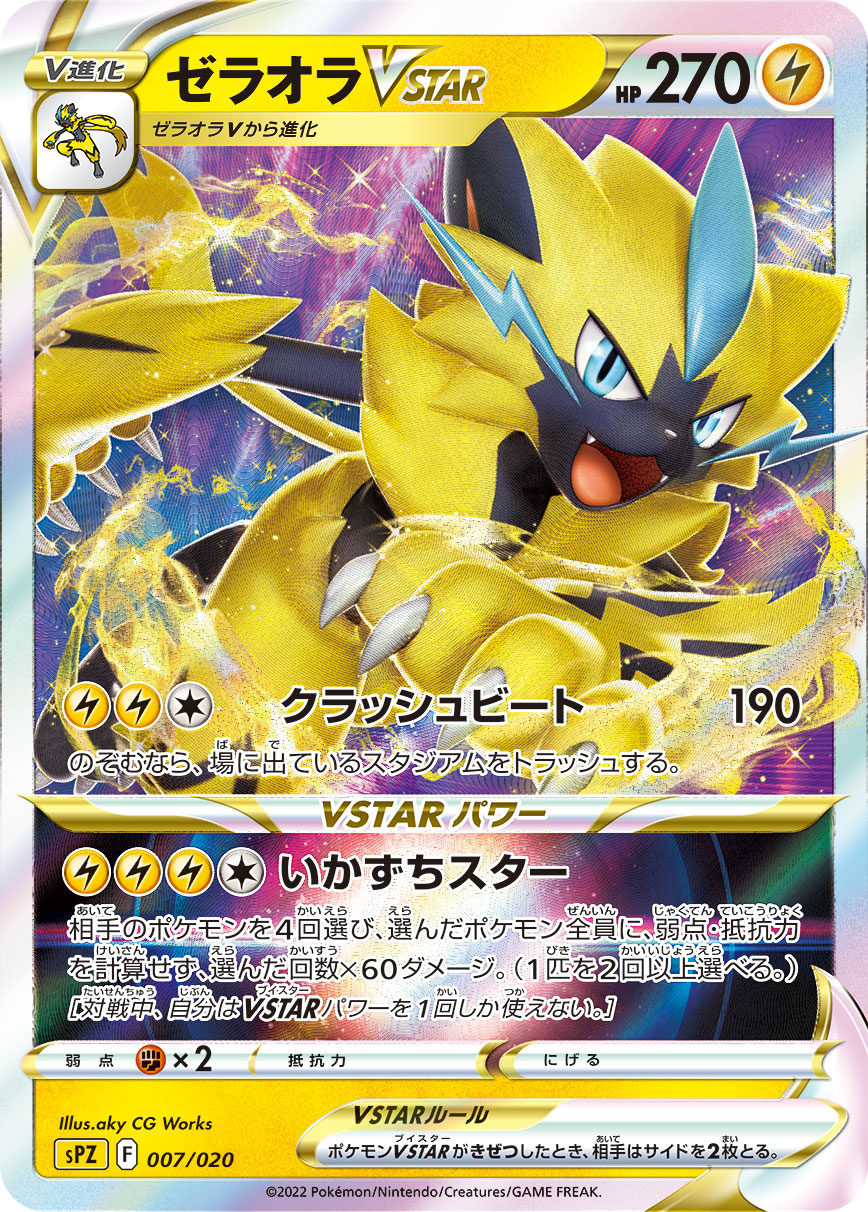 V進化
ゼラオラVSTAR
HP 270
ゼラオラVから進化
クラッシュビート 190
のぞむなら、場に出ているスタジアムをトラッシュする。
VSTARパワー
いかずちスター
相手のポケモンを4回選び、選んだポケモン全員に、弱点・抵抗力
を計算せず、選んだ回数×60ダメージ。(1匹を2回以上選べる。)
[対戦中、自分はVSTARパワーを1回しか使えない。]
弱点 ×2 抵抗力 にげる
Illus.aky CG Works
VSTARルール
ポケモンVSTARがきぜつしたとき、相手はサイドを2枚とる。
sPZ F 007/020
©2022 Pokémon/Nintendo/Creatures/GAME FREAK.